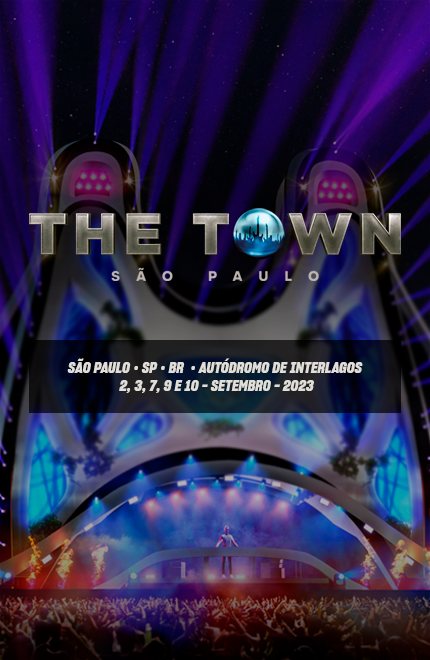 THE TOWN
SÃO PAULO
SÃO PAULO • SP • BR • AUTÓDROMO DE INTERLAGOS
2, 3, 7, 9 E 10 - SETEMBRO - 2023